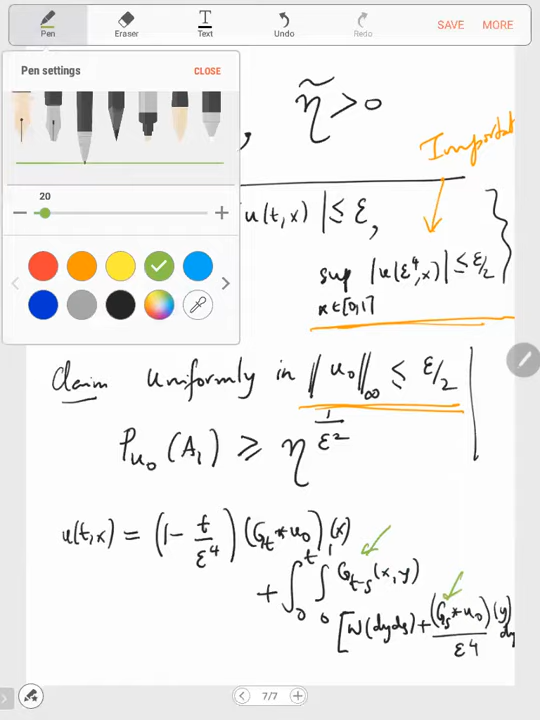 Pen
Eraser
Text
Undo
Redo
SAVE
MORE
Pen settings
CLOSE
20
, η̃ > 0
Important
u(t,x) | ≤ ε,
sup |u(ε⁴,x)| ≤ ε/2
x∈[0,1]
Claim Uniformly in ‖u₀‖∞ ≤ ε/2
P_{u₀}(A₁) ≥ η^{1/ε²}
u(t,x) = (1 - t/ε⁴)(G_t * u₀)(x)
+ ∫₀ᵗ ∫₀¹ G_{t-s}(x,y)
[W(dyds) + (G_s * u₀)(y)/ε⁴ dy
7/7